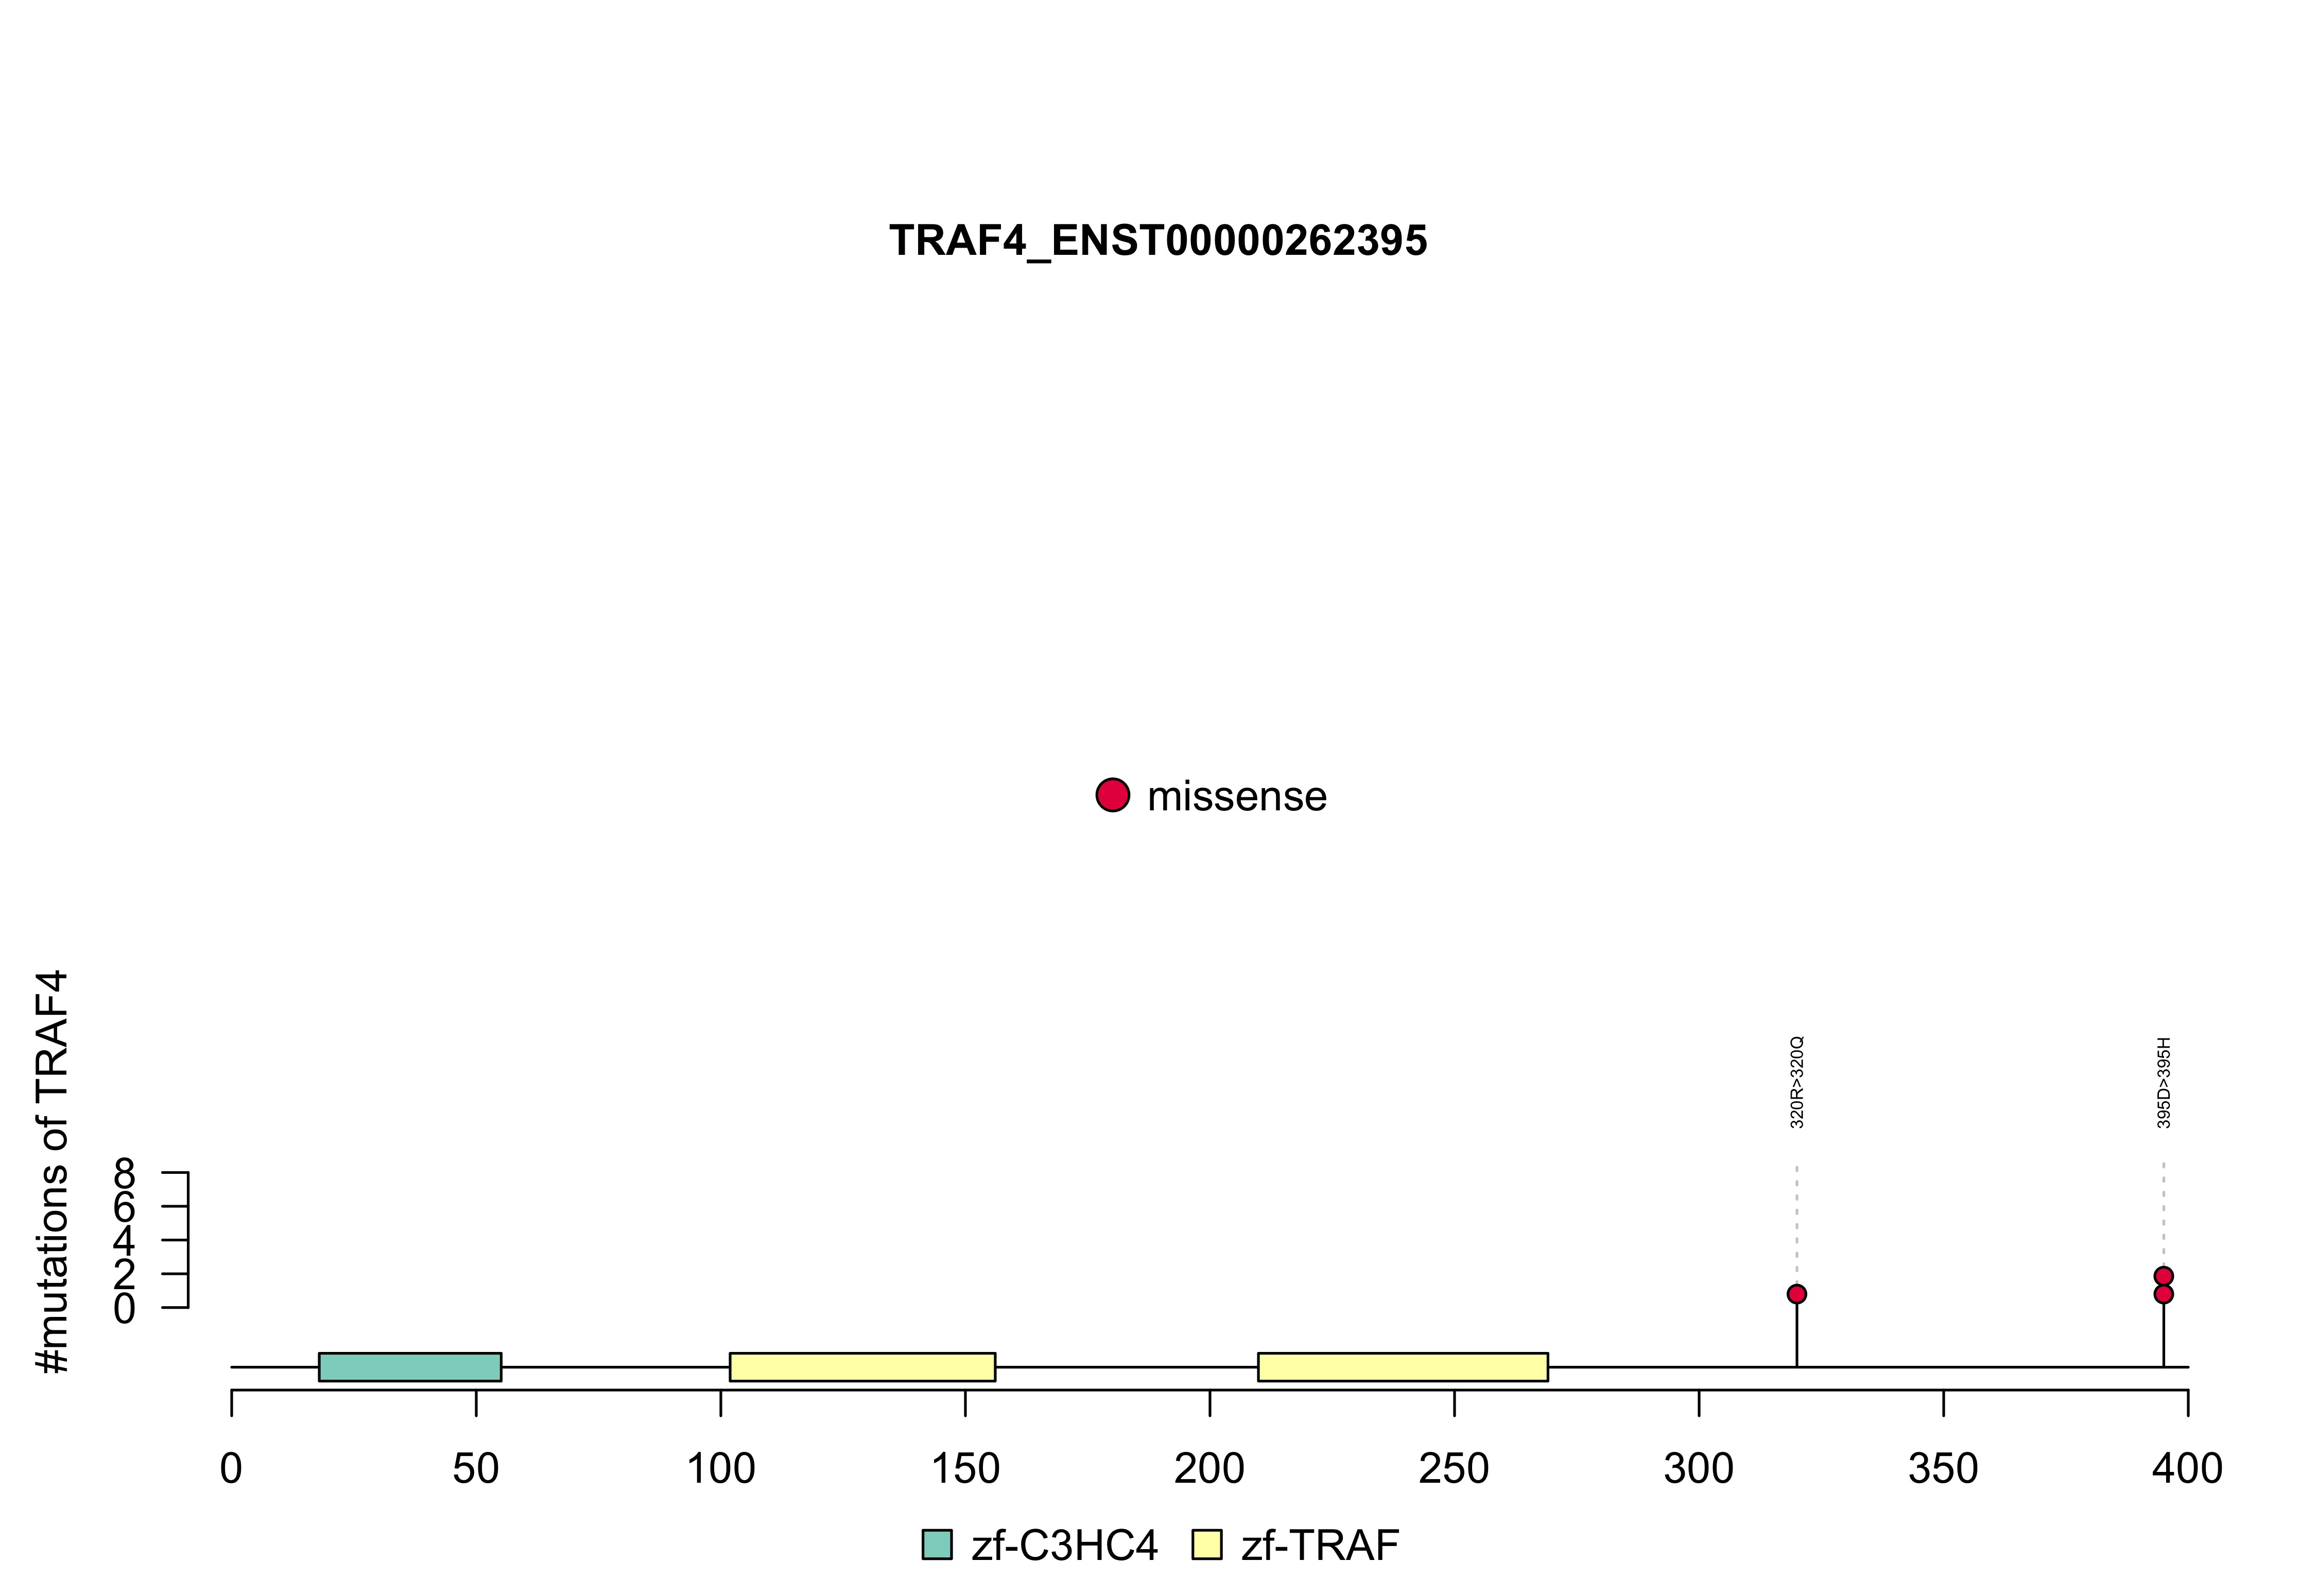 TRAF4_ENST00000262395
missense
#mutations of TRAF4
320R>320Q
395D>395H
8
6
4
2
0
0 50 100 150 200 250 300 350 400
zf-C3HC4 zf-TRAF